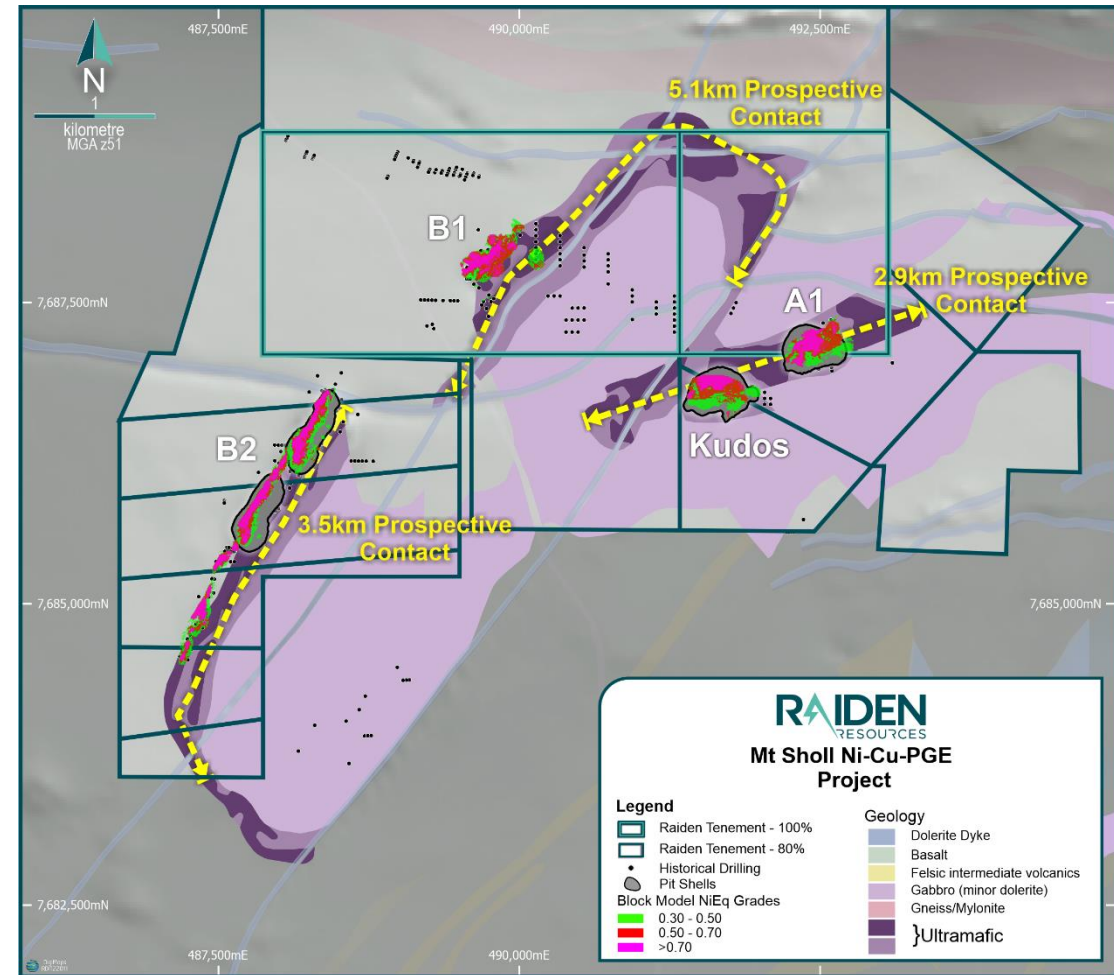 487,500mE
490,000mE
492,500mE
N
1
kilometre
MGA z51
5.1km Prospective
Contact
B1
7,687,500mN
2.9km Prospective
Contact
A1
Kudos
B2
3.5km Prospective
Contact
7,685,000mN
7,685,000mN
7,682,500mN
487,500mE
490,000mE
RAIDEN
RESOURCES
Mt Sholl Ni-Cu-PGE
Project
Legend
Raiden Tenement - 100%
Raiden Tenement - 80%
Historical Drilling
Pit Shells
Block Model NiEq Grades
0.30 - 0.50
0.50 - 0.70
>0.70
Geology
Dolerite Dyke
Basalt
Felsic intermediate volcanics
Gabbro (minor dolerite)
Gneiss/Mylonite
}Ultramafic